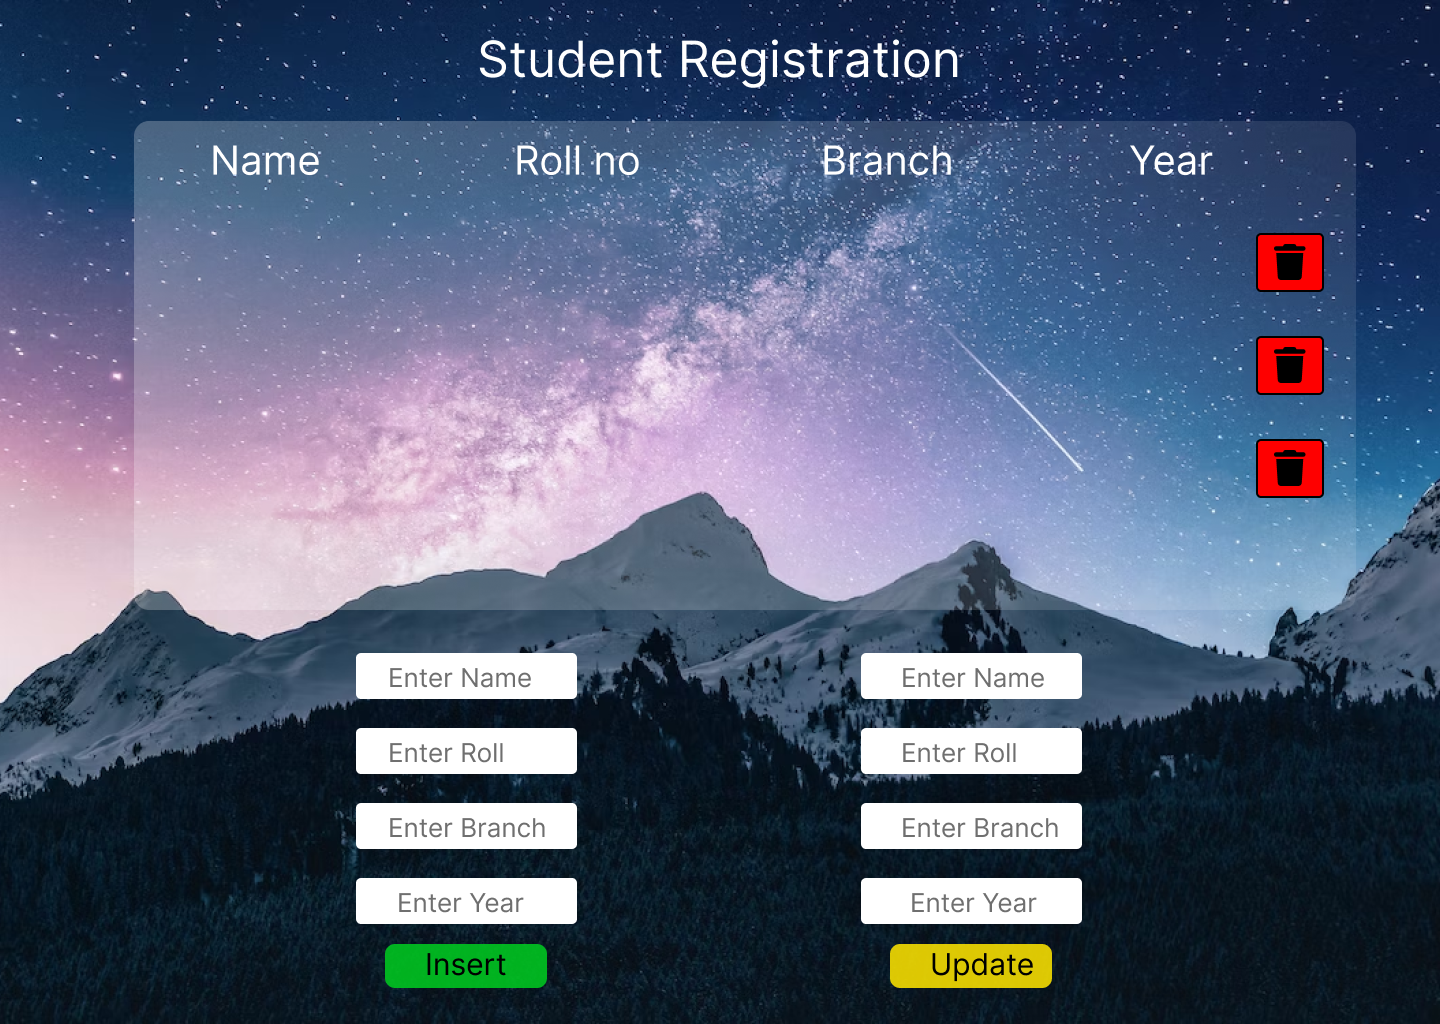 Student Registration
Name Roll no Branch Year
Enter Name Enter Name
Enter Roll Enter Roll
Enter Branch Enter Branch
Enter Year Enter Year
Insert Update